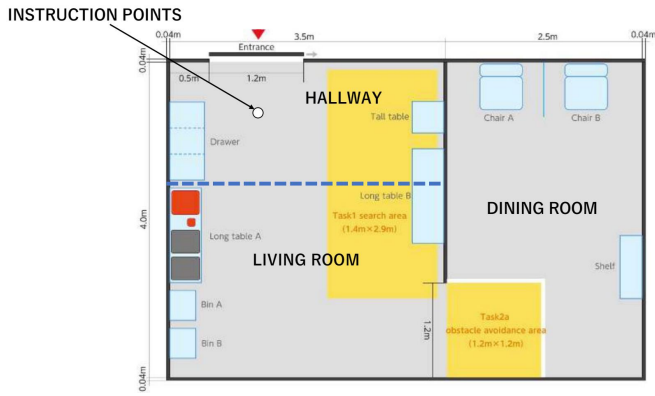 INSTRUCTION POINTS
0.04m
3.5m
2.5m
0.04m
Entrance
0.04m
0.5m
1.2m
HALLWAY
Tall table
Chair A
Chair B
Drawer
Long table B
4.0m
Task1 search area
(1.4m×2.9m)
DINING ROOM
Long table A
LIVING ROOM
Shelf
Bin A
1.2m
Task2a
obstacle avoidance area
(1.2m×1.2m)
Bin B
0.04m